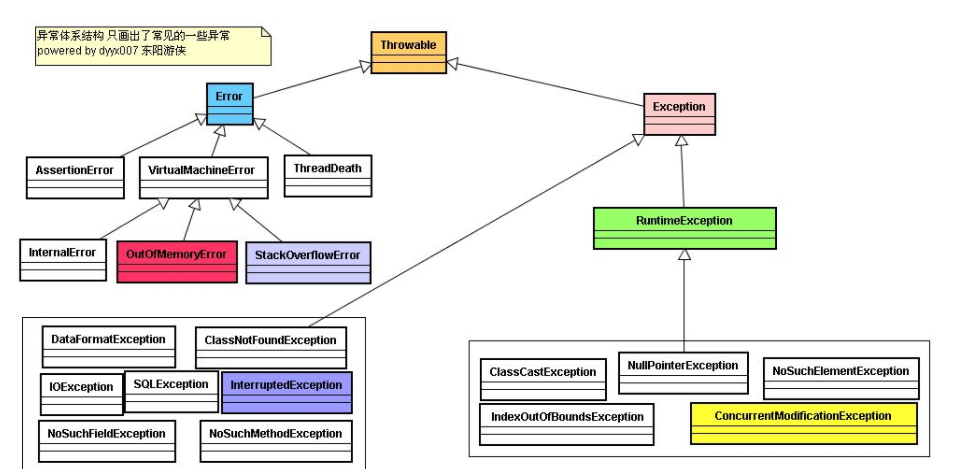 异常体系结构 只画出了常见的一些异常
powered by dyyx007 东阳游侠
Throwable
Error
Exception
AssertionError
VirtualMachineError
ThreadDeath
RuntimeException
InternalError
OutOfMemoryError
StackOverflowError
DataFormatException
ClassNotFoundException
IOException
SQLException
InterruptedException
NoSuchFieldException
NoSuchMethodException
ClassCastException
NullPointerException
NoSuchElementException
IndexOutOfBoundsException
ConcurrentModificationException